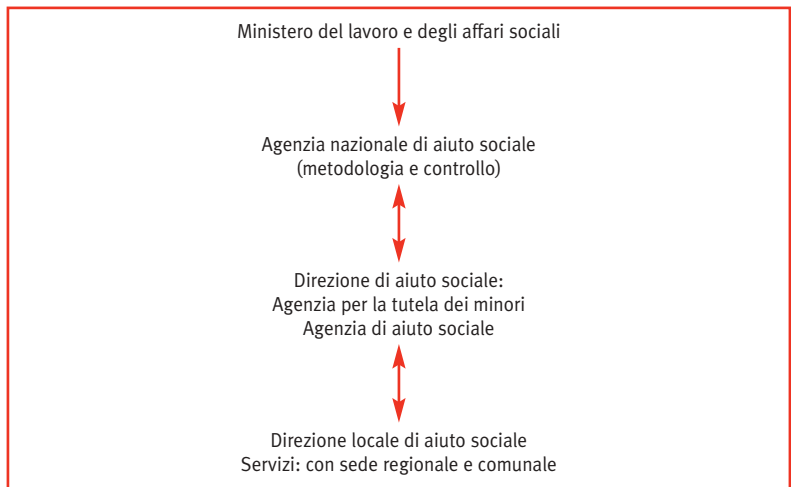 Ministero del lavoro e degli affari sociali
Agenzia nazionale di aiuto sociale
(metodologia e controllo)
Direzione di aiuto sociale:
Agenzia per la tutela dei minori
Agenzia di aiuto sociale
Direzione locale di aiuto sociale
Servizi: con sede regionale e comunale